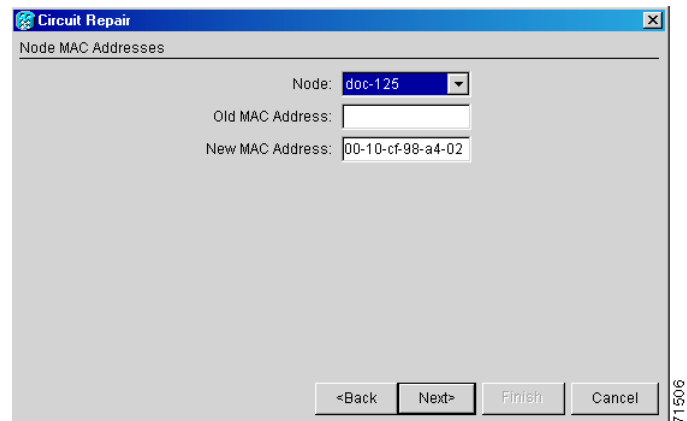 Circuit Repair
Node MAC Addresses
Node: doc-125
Old MAC Address:
New MAC Address: 00-10-cf-98-a4-02
<Back Next> Finish Cancel
71506